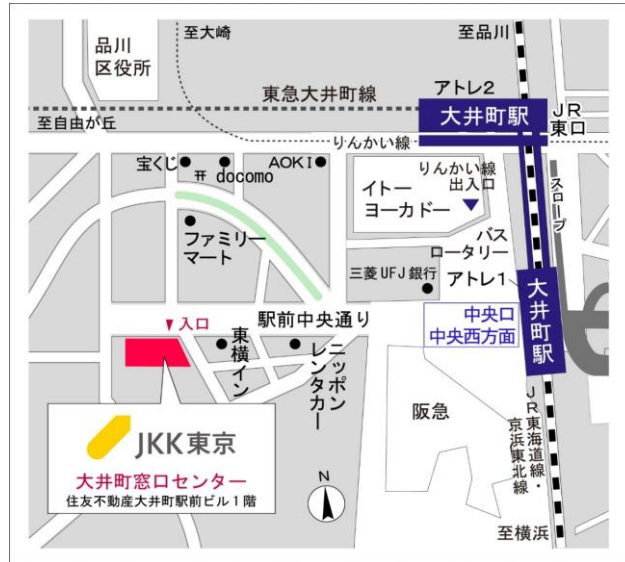 至大崎
至品川
品川
区役所
アトレ2
東急大井町線
大井町駅
JR
東口
至自由が丘
りんかい線
宝くじ
docomo
AOKI
りんかい線
出入口
イトー
ヨーカドー
スロープ
ファミリー
マート
バス
ロータリー
三菱UFJ銀行
アトレ1
大井町駅
入口
駅前中央通り
中央口
中央西方面
東横イン
ニッポン
レンタカー
阪急
JR東海道線・
京浜東北線
JKK東京
大井町窓口センター
住友不動産大井町駅前ビル1階
N
至横浜